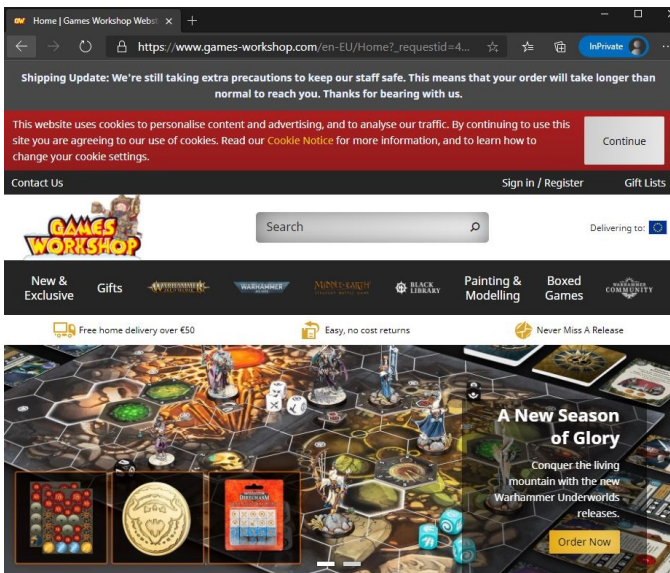 Home | Games Workshop Webst
https://www.games-workshop.com/en-EU/Home?_requestid=4...
InPrivate
Shipping Update: We're still taking extra precautions to keep our staff safe. This means that your order will take longer than
normal to reach you. Thanks for bearing with us.
This website uses cookies to personalise content and advertising, and to analyse our traffic. By continuing to use this
site you are agreeing to our use of cookies. Read our Cookie Notice for more information, and to learn how to
change your cookie settings.
Continue
Contact Us
Sign in / Register
Gift Lists
GAMES
WORKSHOP
Search
Delivering to:
New &
Exclusive
Gifts
WARHAMMER
MIDDLE-EARTH
BLACK
LIBRARY
Painting &
Modelling
Boxed
Games
WARHAMMER
COMMUNITY
Free home delivery over €50
Easy, no cost returns
Never Miss A Release
A New Season
of Glory
Conquer the living
mountain with the new
Warhammer Underworlds
releases.
Order Now
DIRECHASM